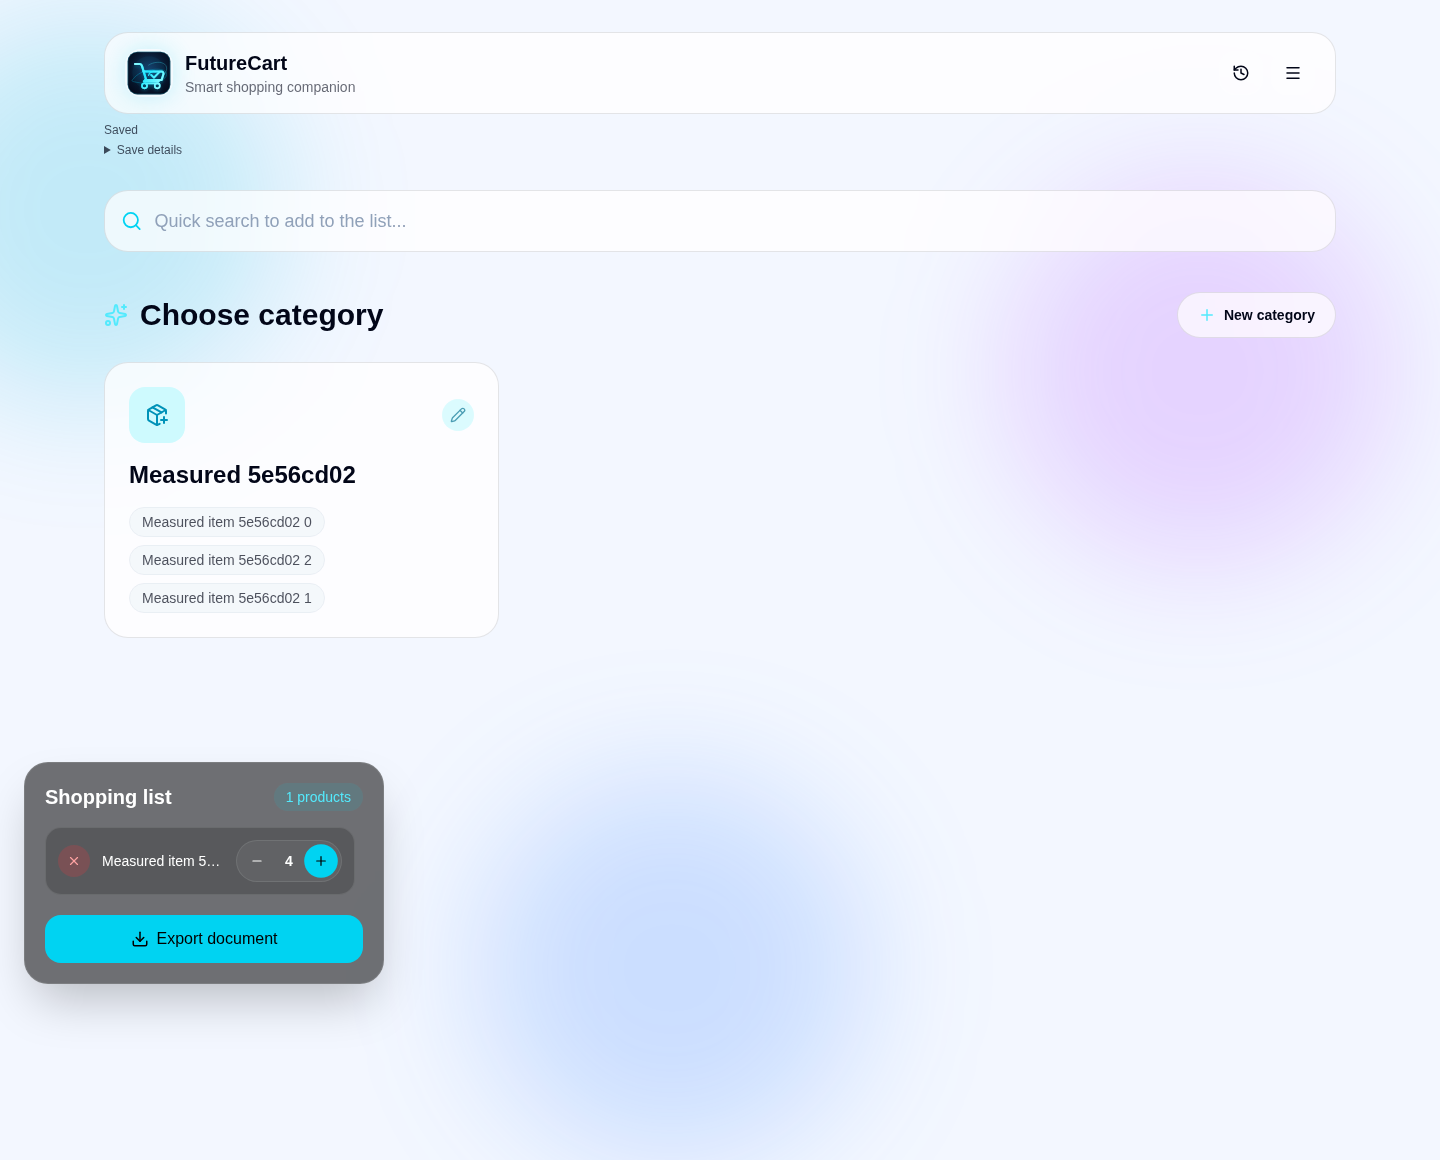 FutureCart
Smart shopping companion
Saved
Save details
Quick search to add to the list...
Choose category
New category
Measured 5e56cd02
Measured item 5e56cd02 0
Measured item 5e56cd02 2
Measured item 5e56cd02 1
Shopping list
1 products
Measured item 5…
4
Export document